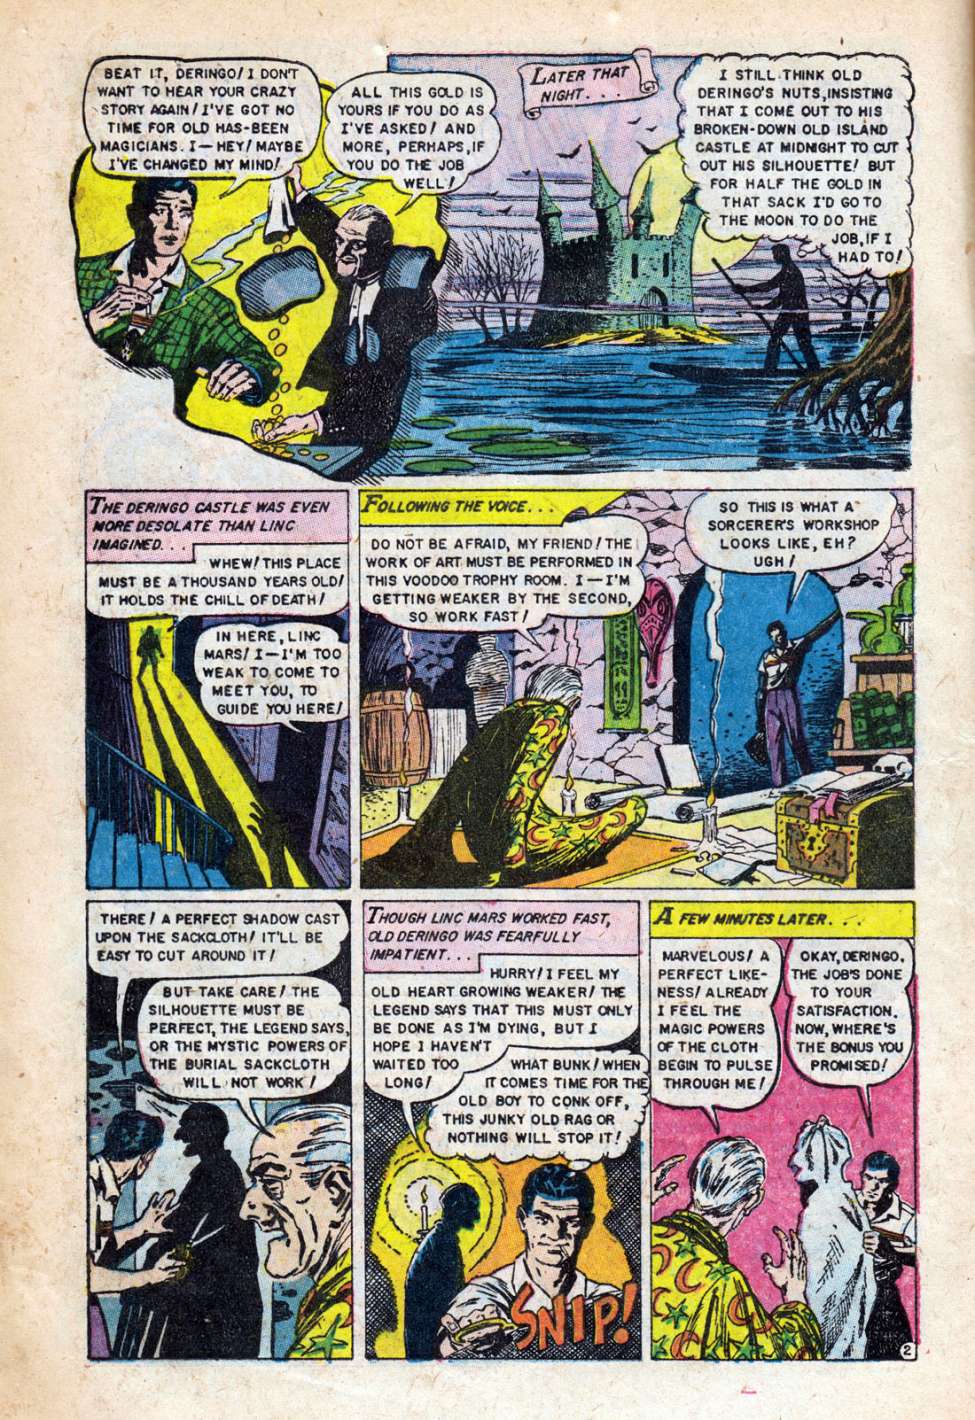 BEAT IT, DERINGO! I DON'T
WANT TO HEAR YOUR CRAZY
STORY AGAIN! I'VE GOT NO
TIME FOR OLD HAS-BEEN
MAGICIANS. I—HEY! MAYBE
I'VE CHANGED MY MIND!
ALL THIS GOLD IS
YOURS IF YOU DO AS
I'VE ASKED! AND
MORE, PERHAPS, IF
YOU DO THE JOB
WELL!
LATER THAT
NIGHT. . .
I STILL THINK OLD
DERINGO'S NUTS, INSISTING
THAT I COME OUT TO HIS
BROKEN-DOWN OLD ISLAND
CASTLE AT MIDNIGHT TO CUT
OUT HIS SILHOUETTE! BUT
FOR HALF THE GOLD IN
THAT SACK I'D GO TO
THE MOON TO DO THE
JOB, IF I
HAD TO!
THE DERINGO CASTLE WAS EVEN
MORE DESOLATE THAN LINC
IMAGINED. . .
WHEW! THIS PLACE
MUST BE A THOUSAND YEARS OLD!
IT HOLDS THE CHILL OF DEATH!
IN HERE, LINC
MARS! I—I'M TOO
WEAK TO COME TO
MEET YOU, TO
GUIDE YOU HERE!
FOLLOWING THE VOICE. . .
DO NOT BE AFRAID, MY FRIEND! THE
WORK OF ART MUST BE PERFORMED IN
THIS VOODOO TROPHY ROOM. I—I'M
GETTING WEAKER BY THE SECOND,
SO WORK FAST!
SO THIS IS WHAT A
SORCERER'S WORKSHOP
LOOKS LIKE, EH?
UGH!
THERE! A PERFECT SHADOW CAST
UPON THE SACKCLOTH! IT'LL BE
EASY TO CUT AROUND IT!
BUT TAKE CARE! THE
SILHOUETTE MUST BE
PERFECT, THE LEGEND SAYS,
OR THE MYSTIC POWERS OF
THE BURIAL SACKCLOTH
WILL NOT WORK!
THOUGH LINC MARS WORKED FAST,
OLD DERINGO WAS FEARFULLY
IMPATIENT. . .
HURRY! I FEEL MY
OLD HEART GROWING WEAKER! THE
LEGEND SAYS THAT THIS MUST ONLY
BE DONE AS I'M DYING, BUT I
HOPE I HAVEN'T
WAITED TOO
LONG!
WHAT BUNK! WHEN
IT COMES TIME FOR THE
OLD BOY TO CONK OFF,
THIS JUNKY OLD RAG OR
NOTHING WILL STOP IT!
SNIP!
A FEW MINUTES LATER. . .
MARVELOUS! A
PERFECT LIKE-
NESS! ALREADY
I FEEL THE
MAGIC POWERS
OF THE CLOTH
BEGIN TO PULSE
THROUGH ME!
OKAY, DERINGO.
THE JOB'S DONE
TO YOUR
SATISFACTION.
NOW, WHERE'S
THE BONUS YOU
PROMISED!
2